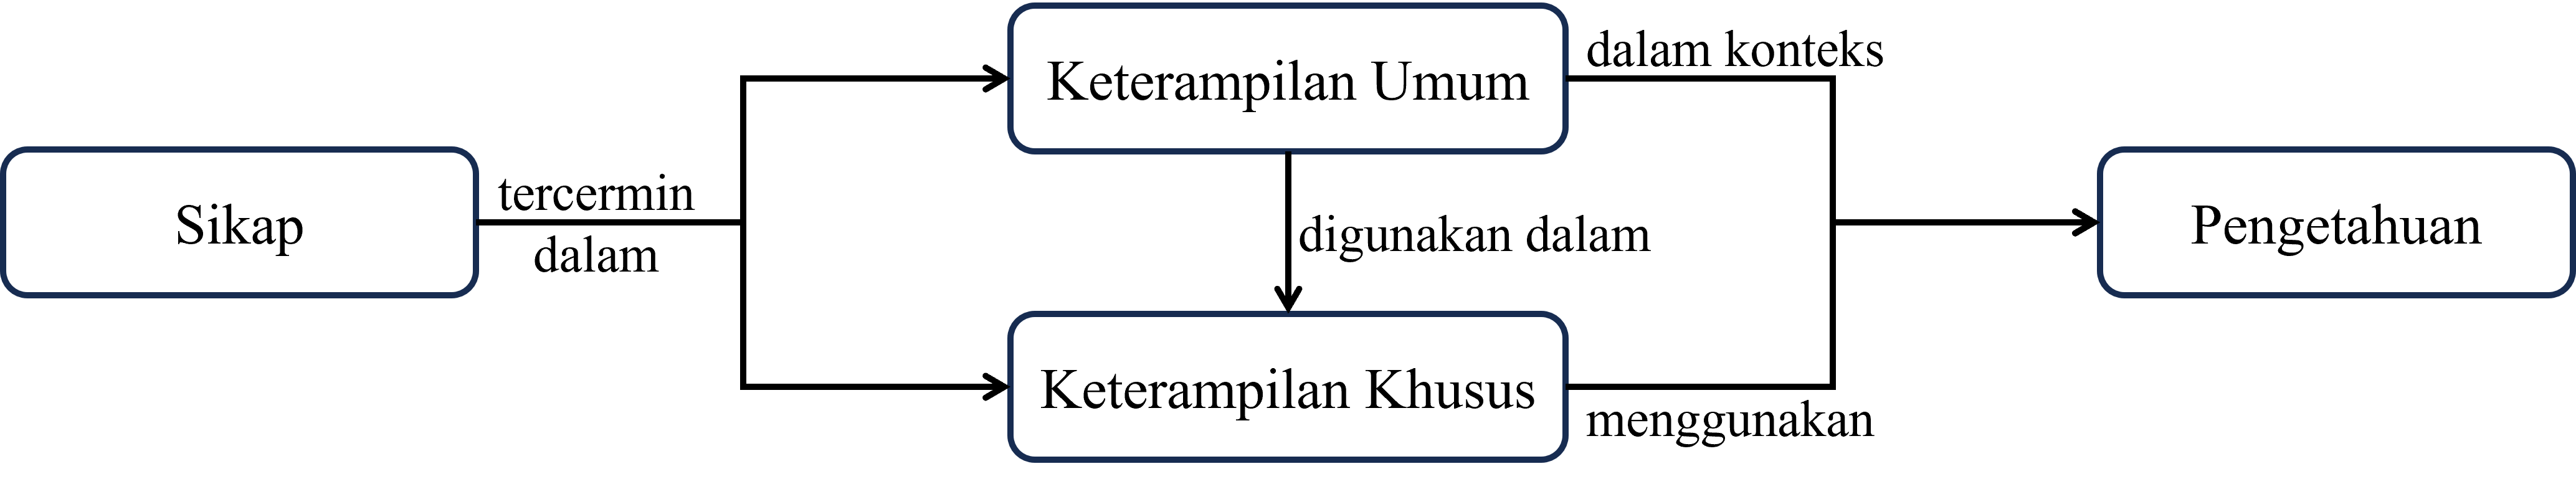 Sikap
tercermin
dalam
Keterampilan Umum
digunakan dalam
Keterampilan Khusus
dalam konteks
menggunakan
Pengetahuan